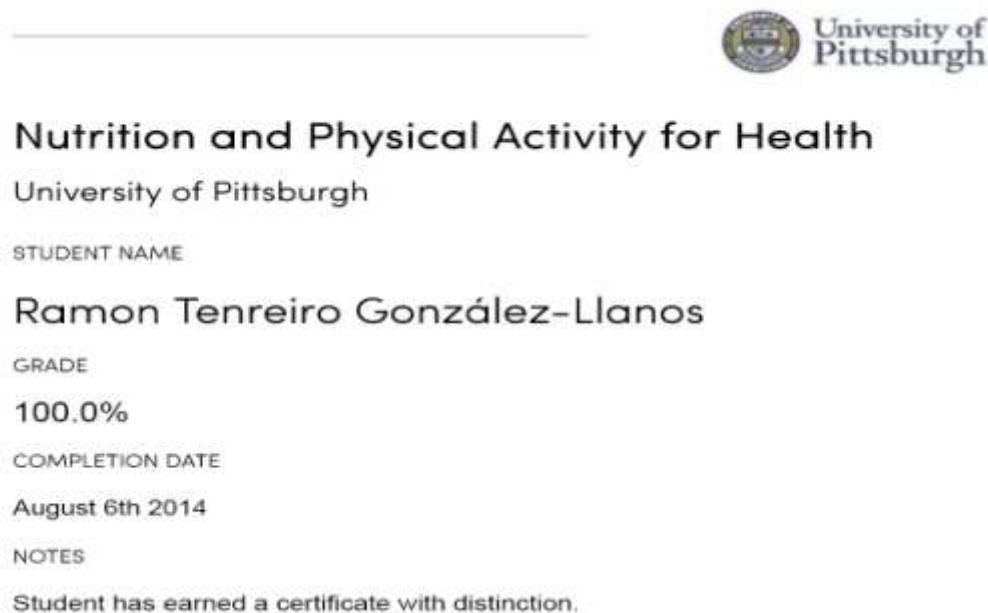 University of
Pittsburgh
Nutrition and Physical Activity for Health
University of Pittsburgh
STUDENT NAME
Ramon Tenreiro González-Llanos
GRADE
100.0%
COMPLETION DATE
August 6th 2014
NOTES
Student has earned a certificate with distinction.